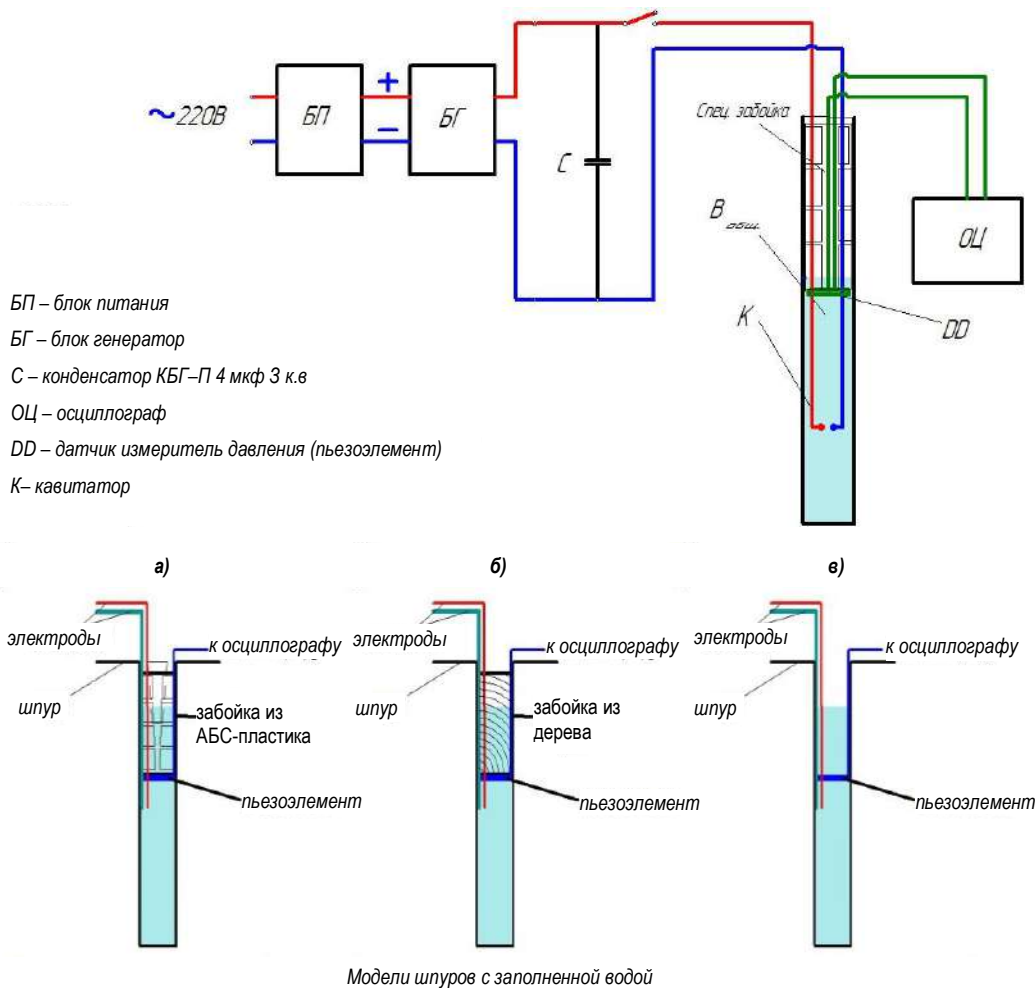 ~220В
БП
+
−
БГ
С
Спец. забойка
В общ.
К
DD
ОЦ
БП – блок питания
БГ – блок генератор
С – конденсатор КБГ–П 4 мкф 3 к.в
ОЦ – осциллограф
DD – датчик измеритель давления (пьезоэлемент)
К– кавитатор
а)
электроды
к осциллографу
шпур
забойка из
АБС-пластика
пьезоэлемент
б)
электроды
к осциллографу
шпур
забойка из
дерева
пьезоэлемент
в)
электроды
к осциллографу
шпур
пьезоэлемент
Модели шпуров с заполненной водой